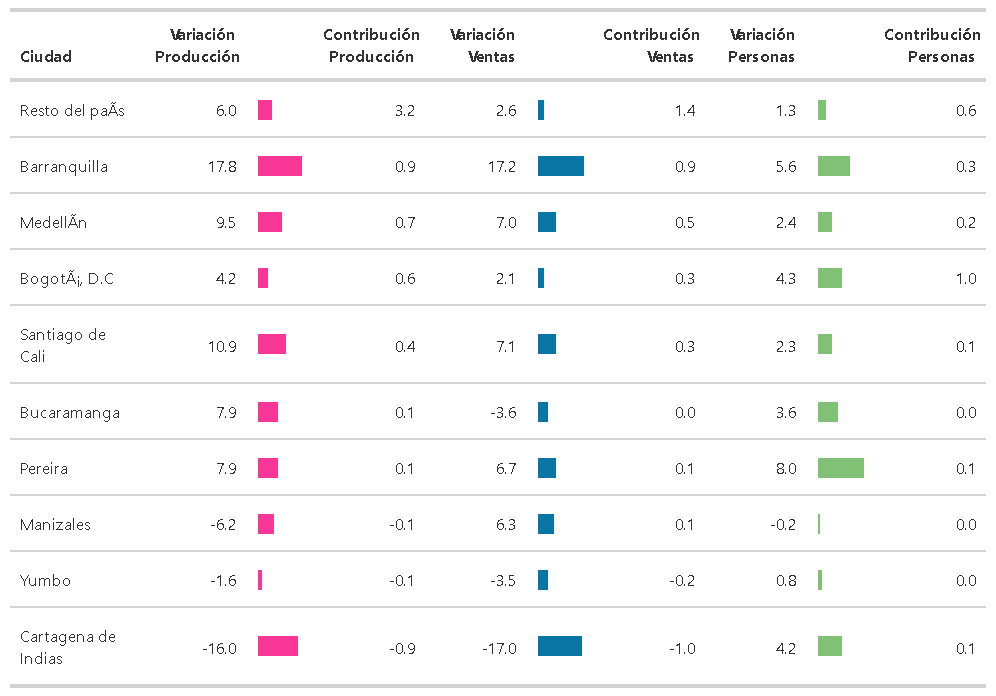 Ciudad Variación Producción Contribución Producción Variación Ventas Contribución Ventas Variación Personas Contribución Personas
Resto del paÃs 6.0 3.2 2.6 1.4 1.3 0.6
Barranquilla 17.8 0.9 17.2 0.9 5.6 0.3
MedellÃn 9.5 0.7 7.0 0.5 2.4 0.2
BogotÃ¡, D.C 4.2 0.6 2.1 0.3 4.3 1.0
Santiago de Cali 10.9 0.4 7.1 0.3 2.3 0.1
Bucaramanga 7.9 0.1 -3.6 0.0 3.6 0.0
Pereira 7.9 0.1 6.7 0.1 8.0 0.1
Manizales -6.2 -0.1 6.3 0.1 -0.2 0.0
Yumbo -1.6 -0.1 -3.5 -0.2 0.8 0.0
Cartagena de Indias -16.0 -0.9 -17.0 -1.0 4.2 0.1